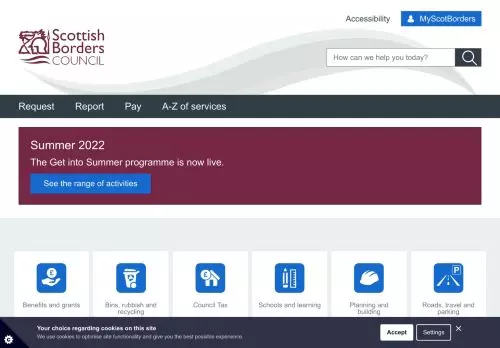 Accessibility
MyScotBorders
Scottish
Borders
COUNCIL
How can we help you today?
Request
Report
Pay
A-Z of services
Summer 2022
The Get into Summer programme is now live.
See the range of activities
£
£
P
Benefits and grants
Bins, rubbish and
recycling
Council Tax
Schools and learning
Planning and
building
Roads, travel and
parking
Your choice regarding cookies on this site
We use cookies to optimise site functionality and give you the best possible experience.
Accept
Settings